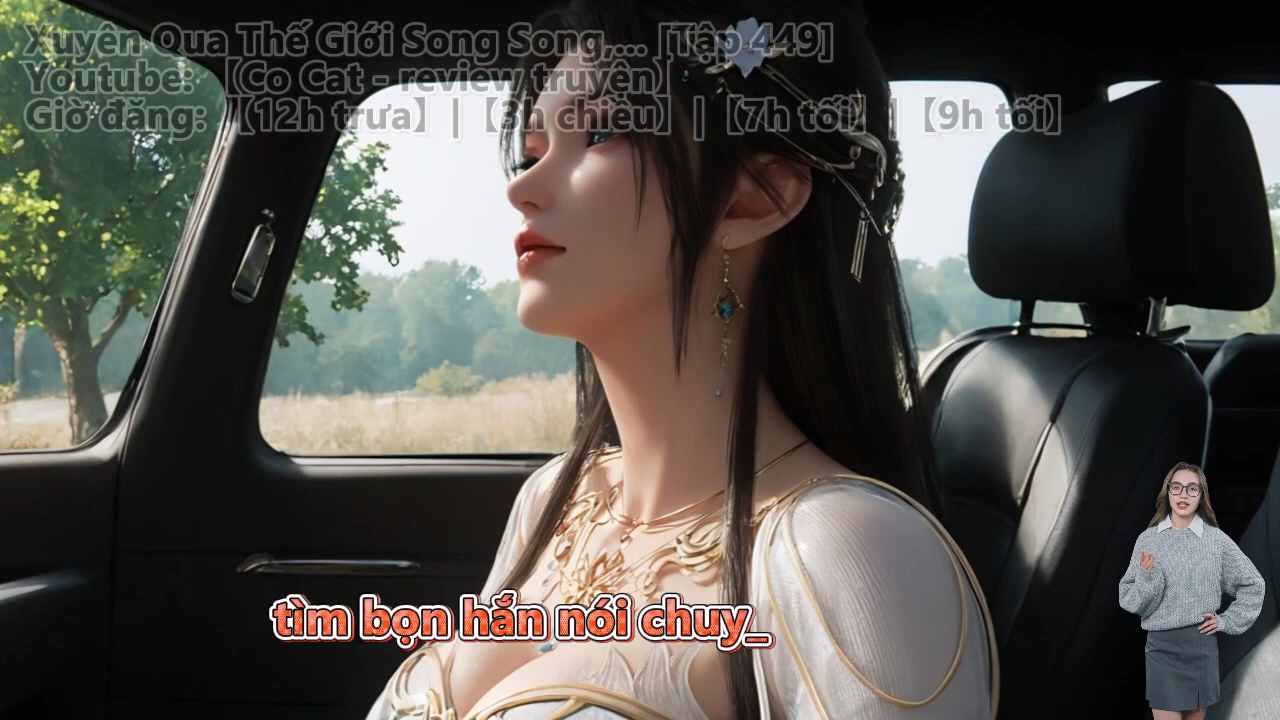 Xuyên Qua Thế Giới Song Song,... [Tập 449]
Youtube: [Co Cat - review truyện]
Giờ đăng: 【12h trưa】 | 【3h chiều】 | 【7h tối】 | 【9h tối】
tìm bọn hắn nói chuy_